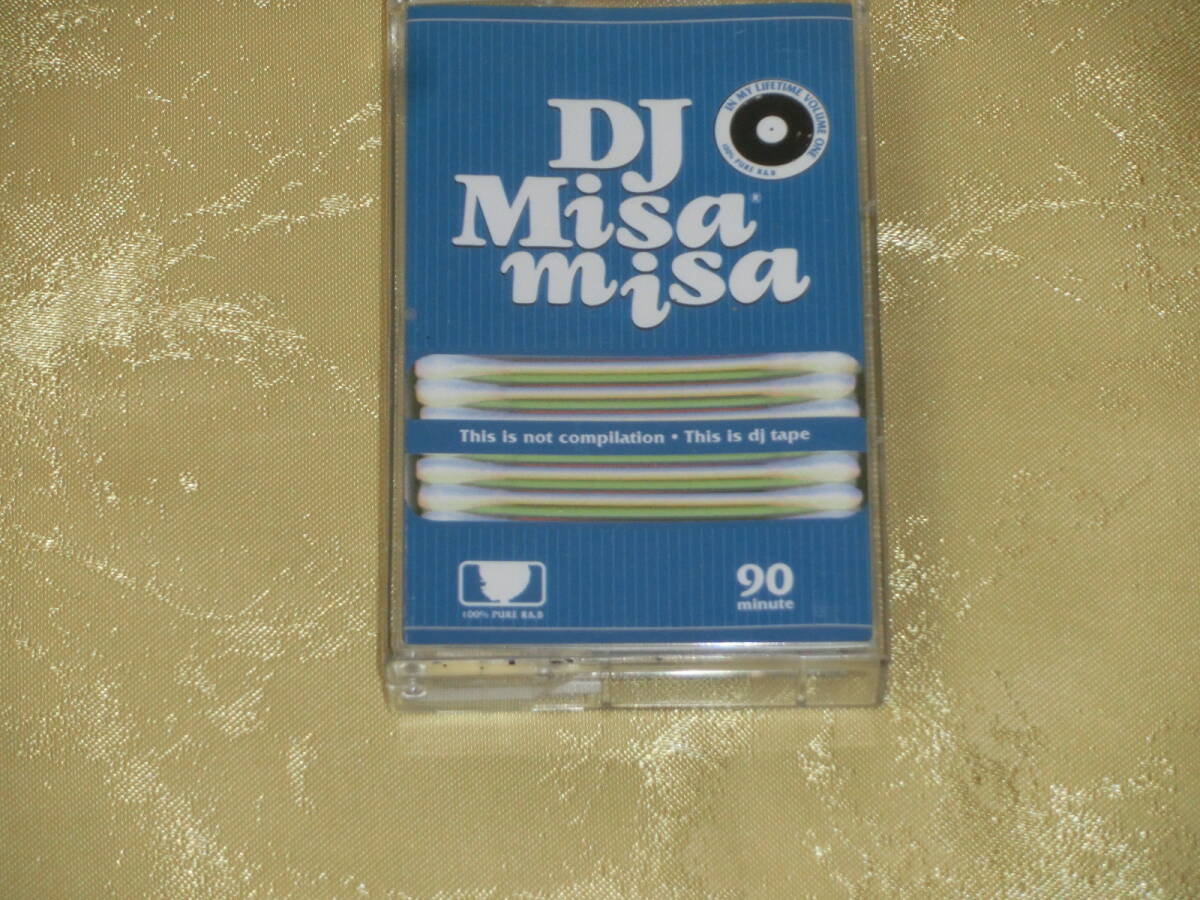 DJ
Misa®
misa
IN MY LIFETIME VOLUME ONE
100% PURE R&B
This is not compilation • This is dj tape
100% PURE R&B
90
minute